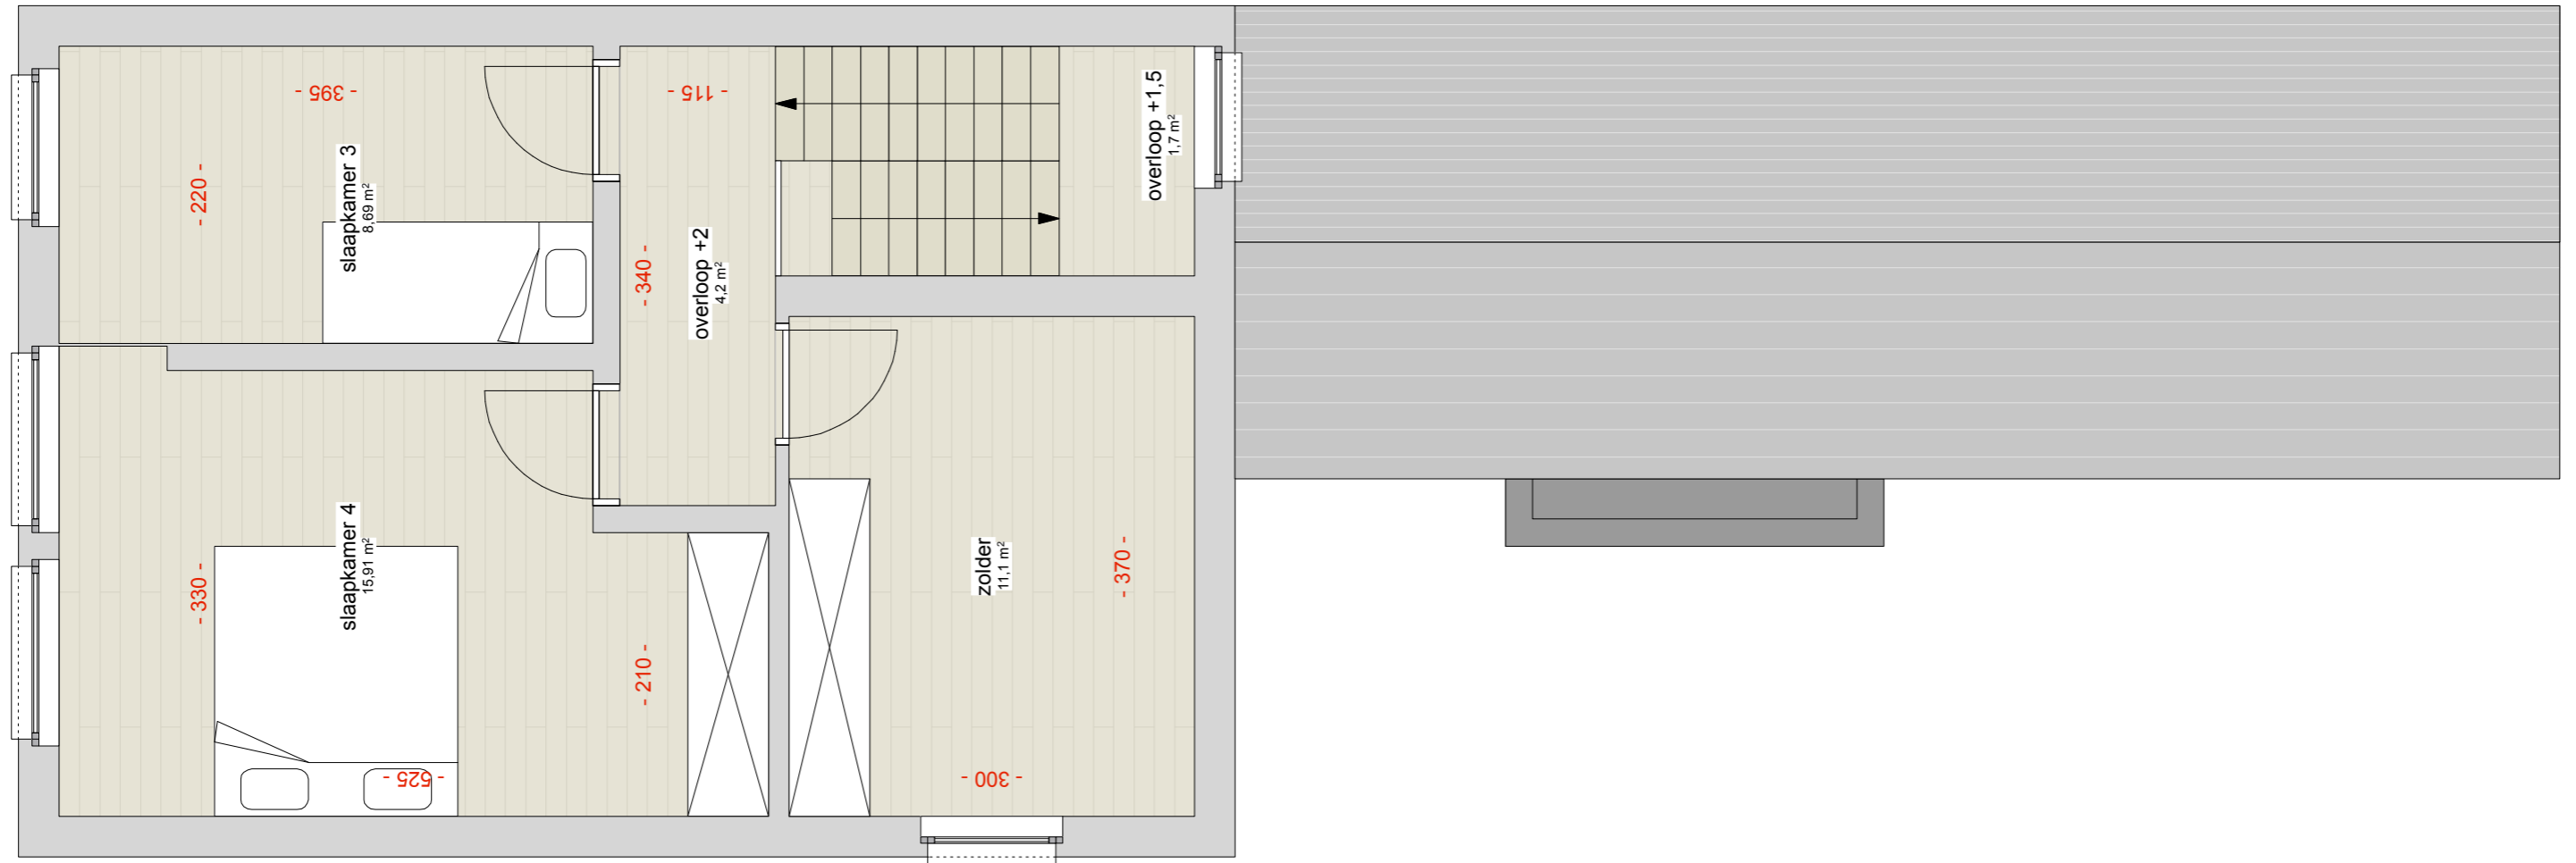 - 395 -
- 220 -
slaapkamer 3
8,69 m²
- 115 -
- 340 -
overloop +2
4,2 m²
overloop +1,5
1,7 m²
- 330 -
slaapkamer 4
15,91 m²
- 525 -
- 210 -
zolder
11,1 m²
- 370 -
- 300 -